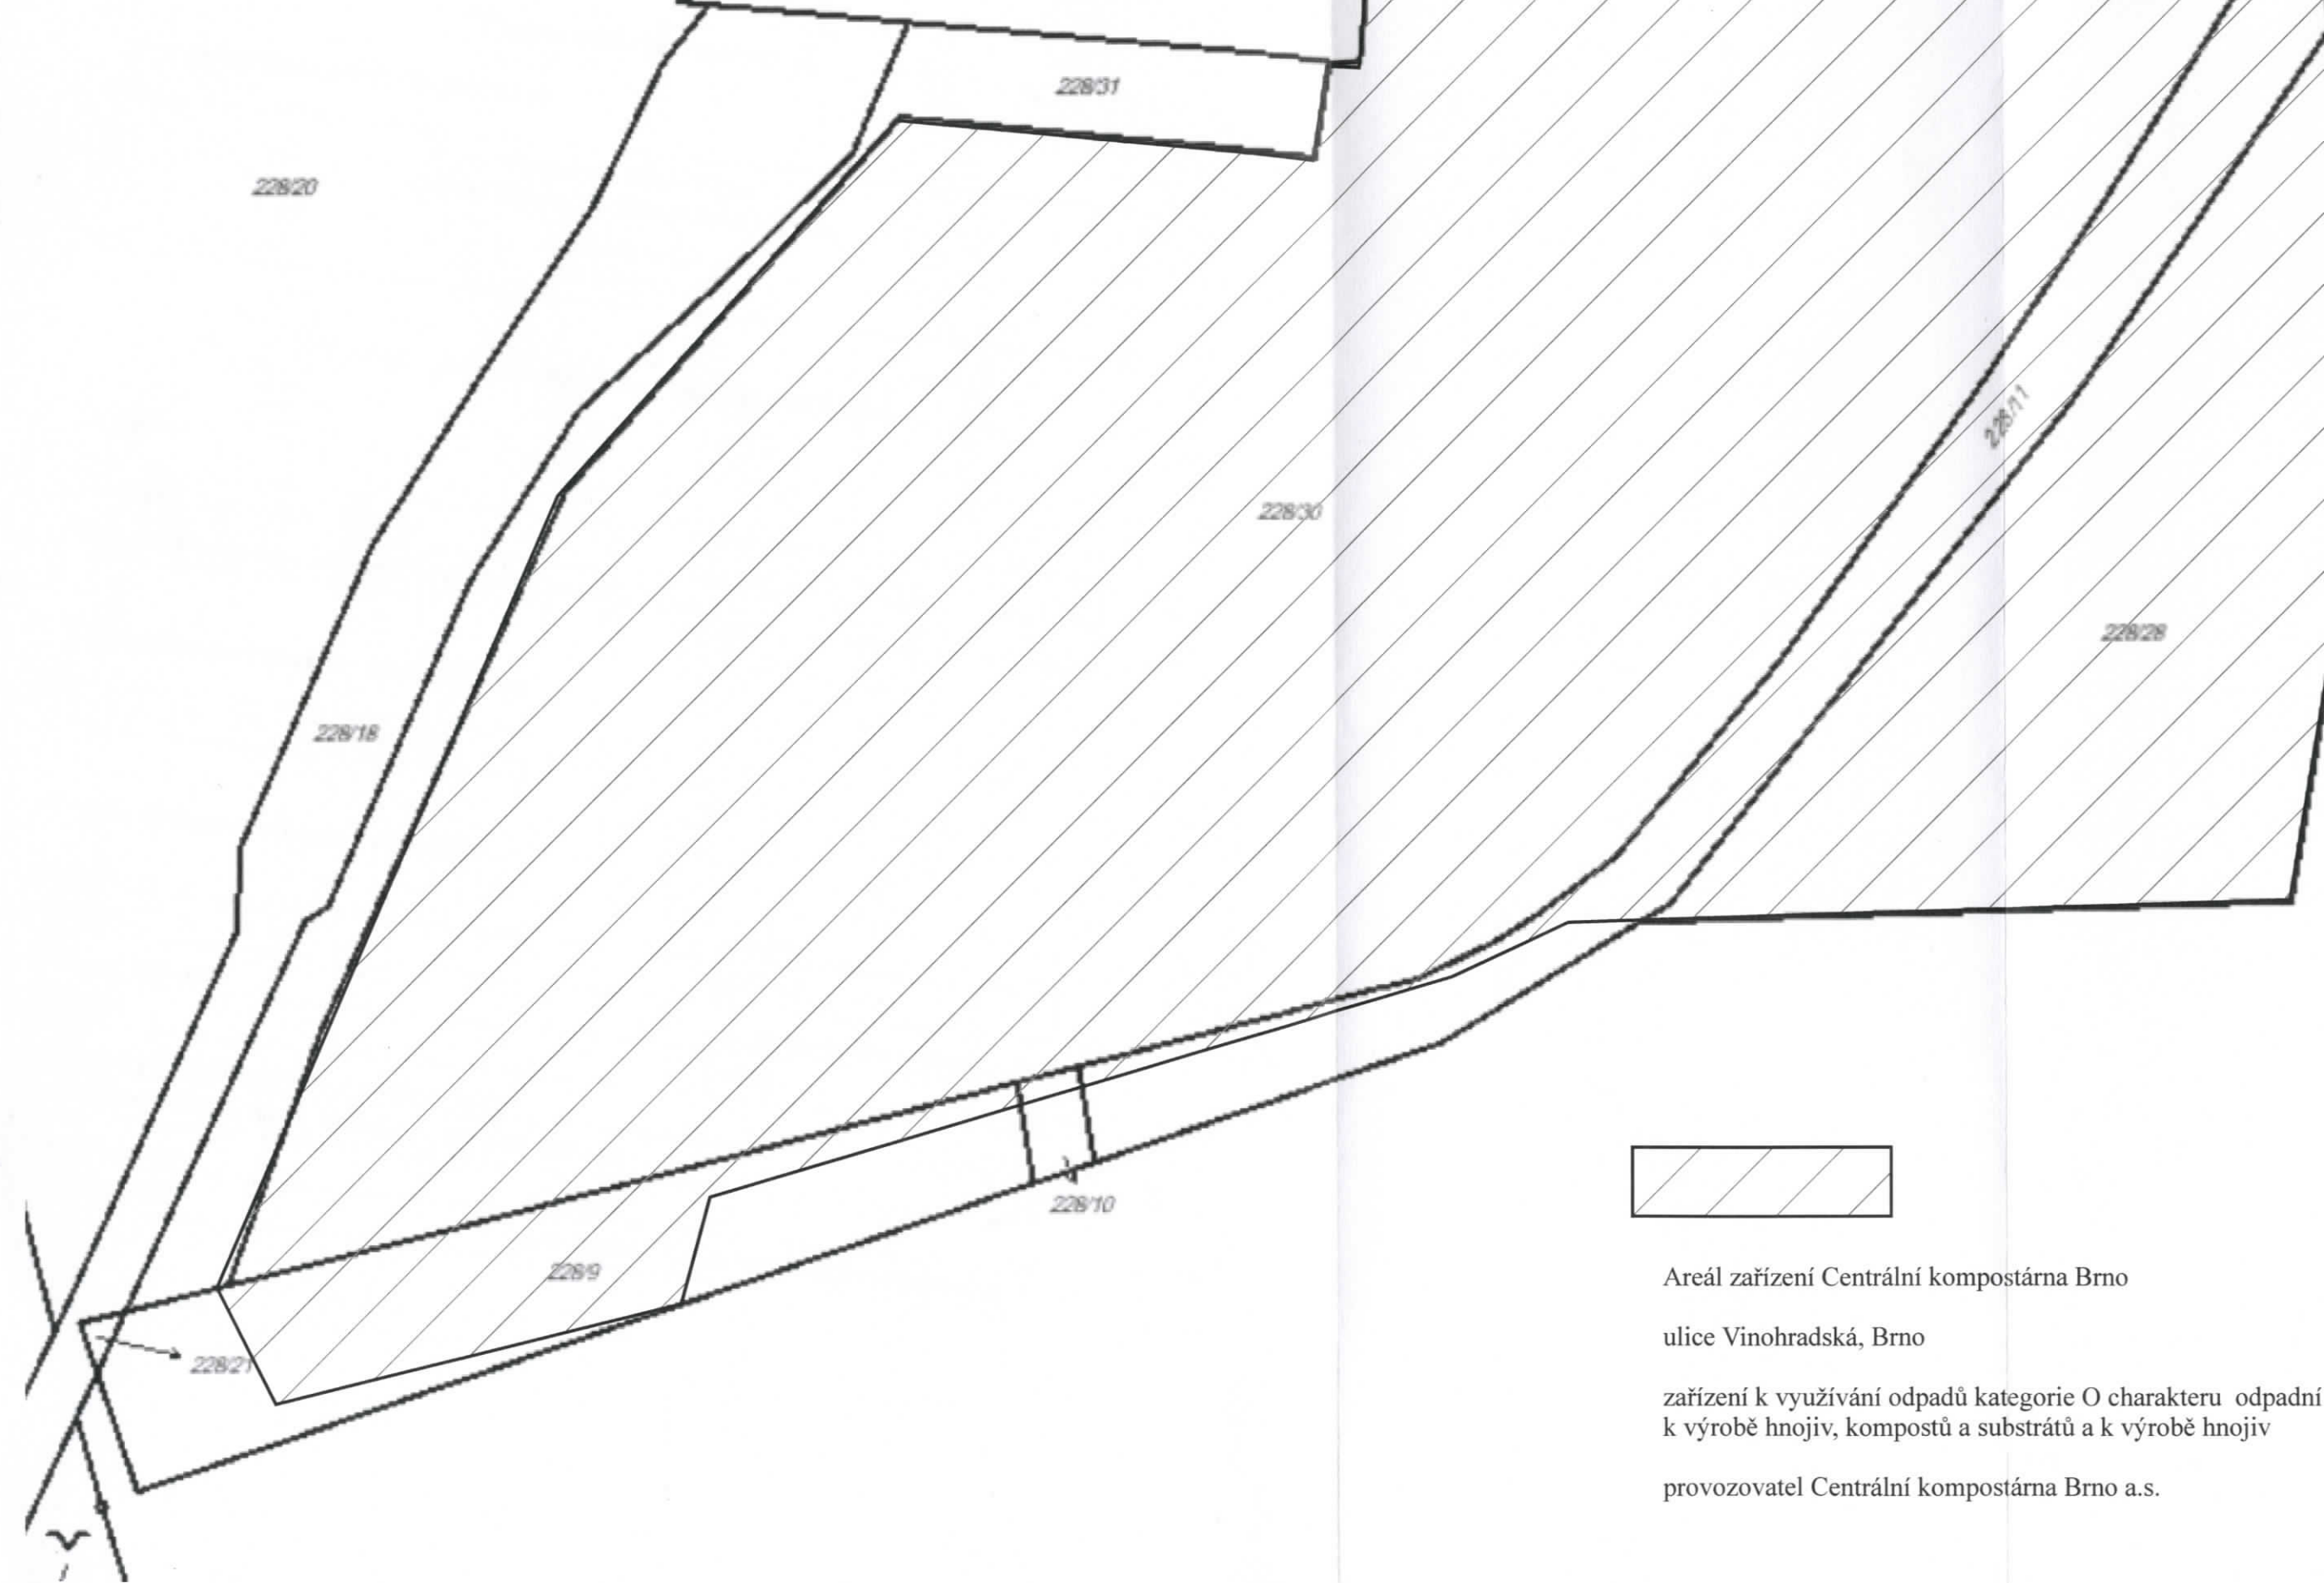 228/31
228/20
228/11
228/30
228/28
228/18
228/10
228/9
228/21
Areál zařízení Centrální kompostárna Brno
ulice Vinohradská, Brno
zařízení k využívání odpadů kategorie O charakteru  odpadní
k výrobě hnojiv, kompostů a substrátů a k výrobě hnojiv
provozovatel Centrální kompostárna Brno a.s.